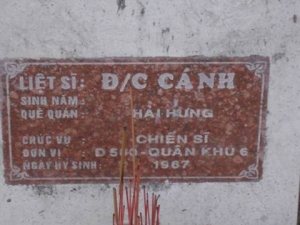 LIỆT SĨ: Đ/C CẢNH
SINH NĂM:
QUÊ QUÁN: HẢI HƯNG
CHỨC VỤ: CHIẾN SĨ
ĐƠN VỊ D 500-QUÂN KHU 6
NGÀY HY SINH: 1967